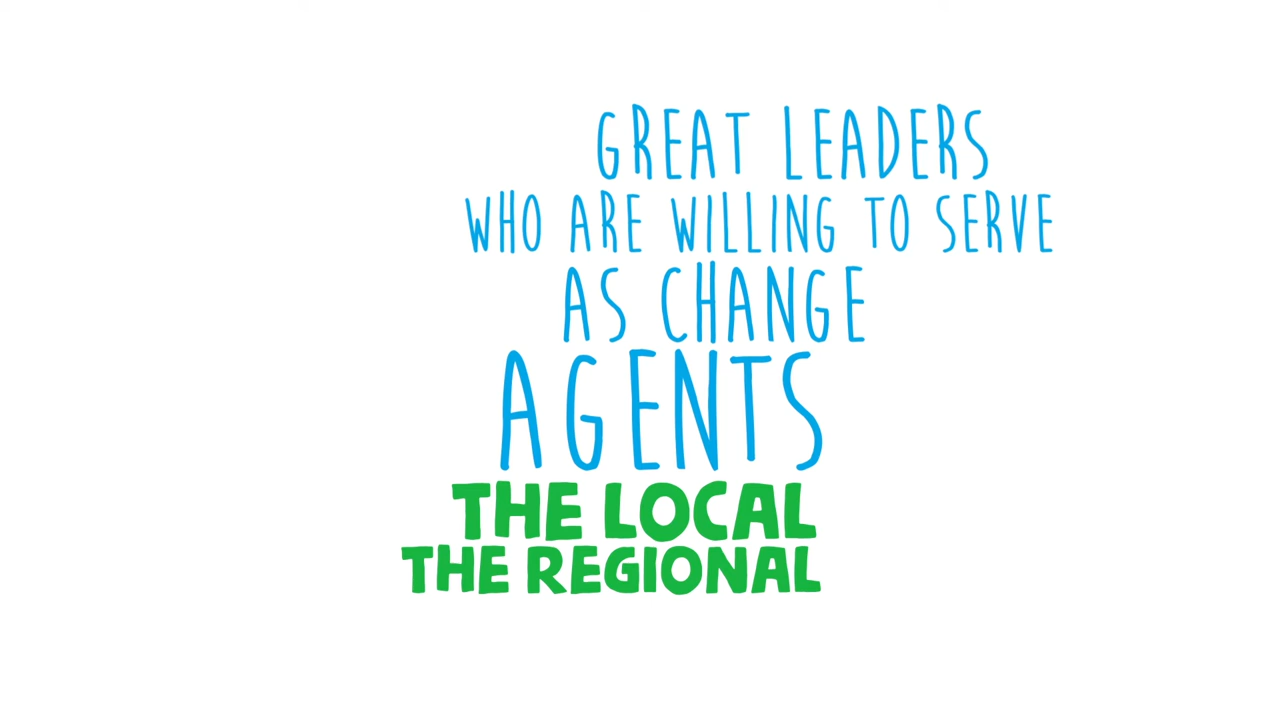 GREAT LEADERS
WHO ARE WILLING TO SERVE
AS CHANGE
AGENTS
THE LOCAL
THE REGIONAL